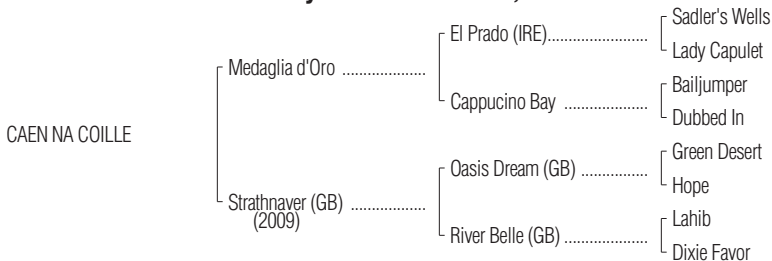 Sadler's Wells
El Prado (IRE)....................
Lady Capulet
Medaglia d'Oro ..................
Bailjumper
Cappucino Bay .................
Dubbed In
CAEN NA COILLE
Green Desert
Oasis Dream (GB) ..............
Hope
Strathnaver (GB) ................
(2009)
Lahib
River Belle (GB) .................
Dixie Favor